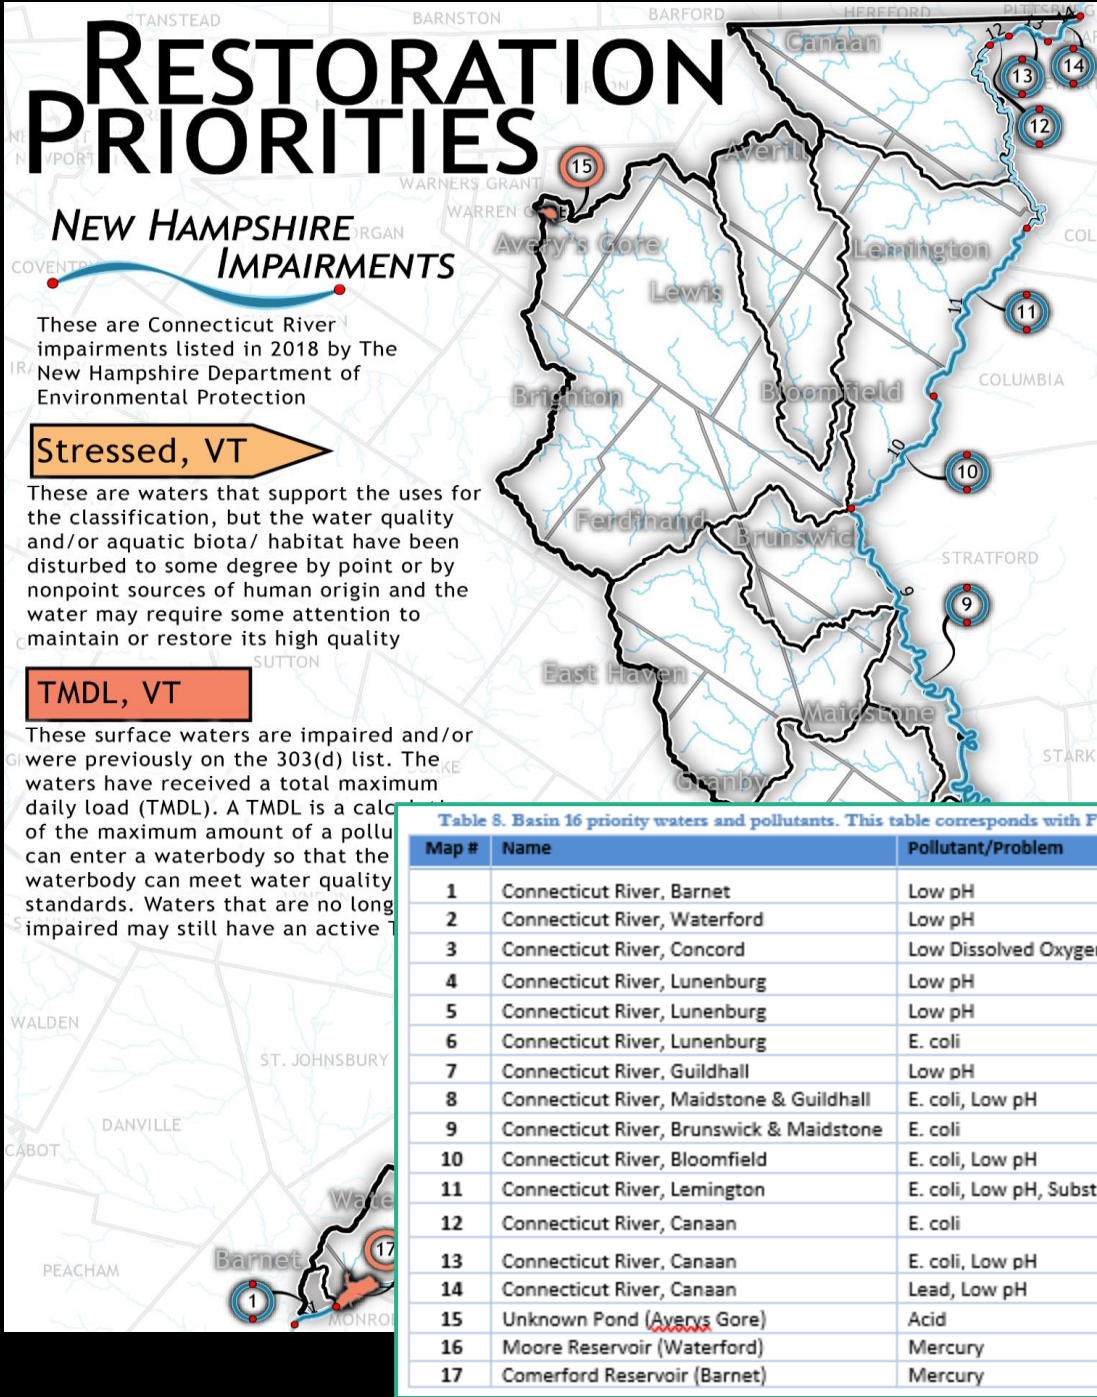 STANSTEAD
BARNSTON
BARFORD
HEREFORD
RESTORATION
PRIORITIES
NEW HAMPSHIRE
IMPAIRMENTS
These are Connecticut River
impairments listed in 2018 by The
New Hampshire Department of
Environmental Protection
Stressed, VT
These are waters that support the uses for
the classification, but the water quality
and/or aquatic biota/ habitat have been
disturbed to some degree by point or by
nonpoint sources of human origin and the
water may require some attention to
maintain or restore its high quality
SUTTON
TMDL, VT
These surface waters are impaired and/or
were previously on the 303(d) list. The
waters have received a total maximum
daily load (TMDL). A TMDL is a calc
of the maximum amount of a pollu
can enter a waterbody so that the
waterbody can meet water quality
standards. Waters that are no long
impaired may still have an active T
WALDEN
ST. JOHNSBURY
DANVILLE
CABOT
PEACHAM
Wate
Barnet
MONRO
1
1
17
Canaan
12
13
14
13
14
12
Averill
15
WARNERS GRANT
WARREN G
Avery's Gore
Lemington
COL
COVENTRY
Lewis
11
11
COLUMBIA
Brighton
Bloomfield
10
10
Ferdinand
Brunswick
STRATFORD
9
9
East Haven
Maidstone
STARK
Granby
Table 8. Basin 16 priority waters and pollutants. This table corresponds with F
Map # Name Pollutant/Problem
1 Connecticut River, Barnet Low pH
2 Connecticut River, Waterford Low pH
3 Connecticut River, Concord Low Dissolved Oxyge
4 Connecticut River, Lunenburg Low pH
5 Connecticut River, Lunenburg Low pH
6 Connecticut River, Lunenburg E. coli
7 Connecticut River, Guildhall Low pH
8 Connecticut River, Maidstone & Guildhall E. coli, Low pH
9 Connecticut River, Brunswick & Maidstone E. coli
10 Connecticut River, Bloomfield E. coli, Low pH
11 Connecticut River, Lemington E. coli, Low pH, Subst
12 Connecticut River, Canaan E. coli
13 Connecticut River, Canaan E. coli, Low pH
14 Connecticut River, Canaan Lead, Low pH
15 Unknown Pond (Averys Gore) Acid
16 Moore Reservoir (Waterford) Mercury
17 Comerford Reservoir (Barnet) Mercury